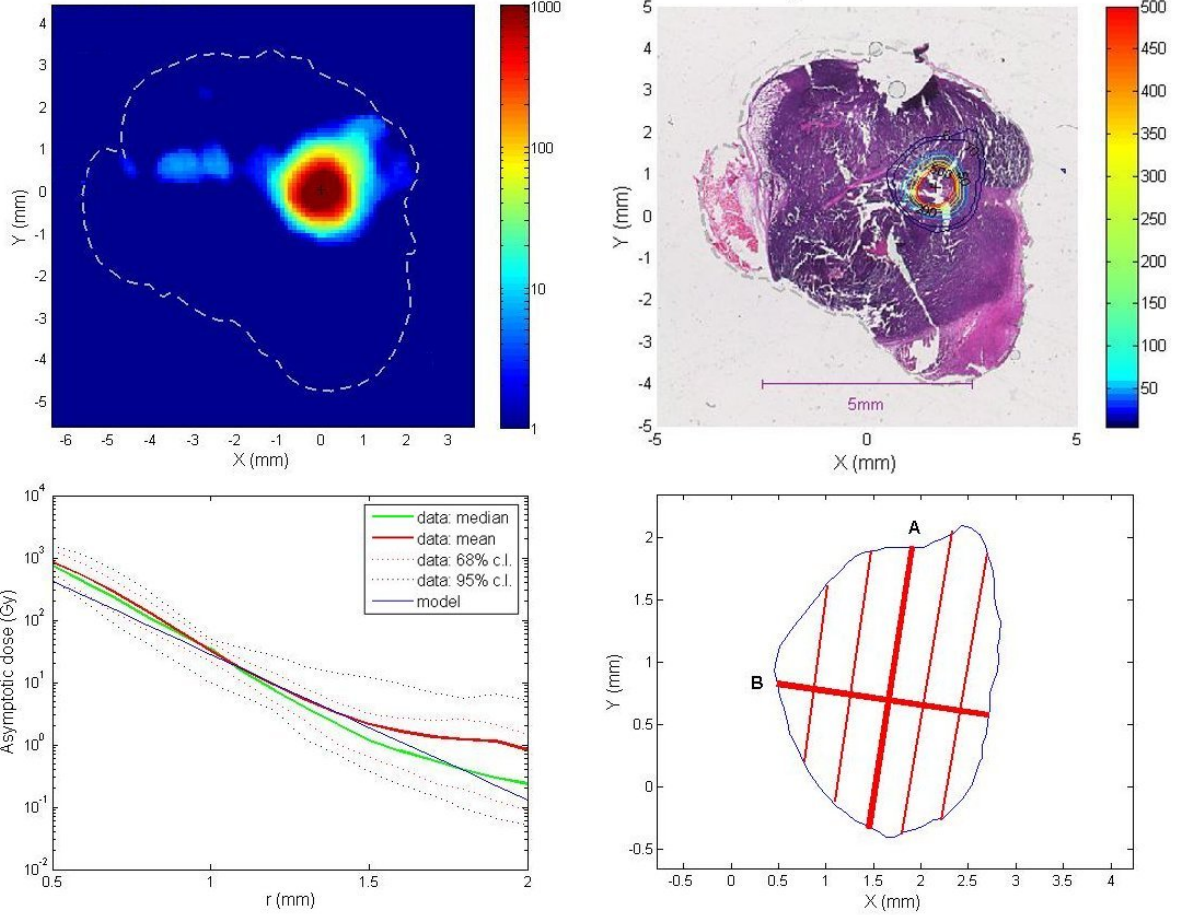 4
3
2
1
0
-1
-2
-3
-4
-5
Y (mm)
-6 -5 -4 -3 -2 -1 0 1 2 3
X (mm)
1000
100
10
1
5
4
3
2
1
0
-1
-2
-3
-4
-5
Y (mm)
5mm
-5 0 5
X (mm)
500
450
400
350
300
250
200
150
100
50
10^4
10^3
10^2
10^1
10^0
10^-1
10^-2
Asymptotic dose (Gy)
data: median
data: mean
data: 68% c.l.
data: 95% c.l.
model
0.5 1 1.5 2
r (mm)
2
1.5
1
0.5
0
-0.5
Y (mm)
A
B
-0.5 0 0.5 1 1.5 2 2.5 3 3.5 4
X (mm)